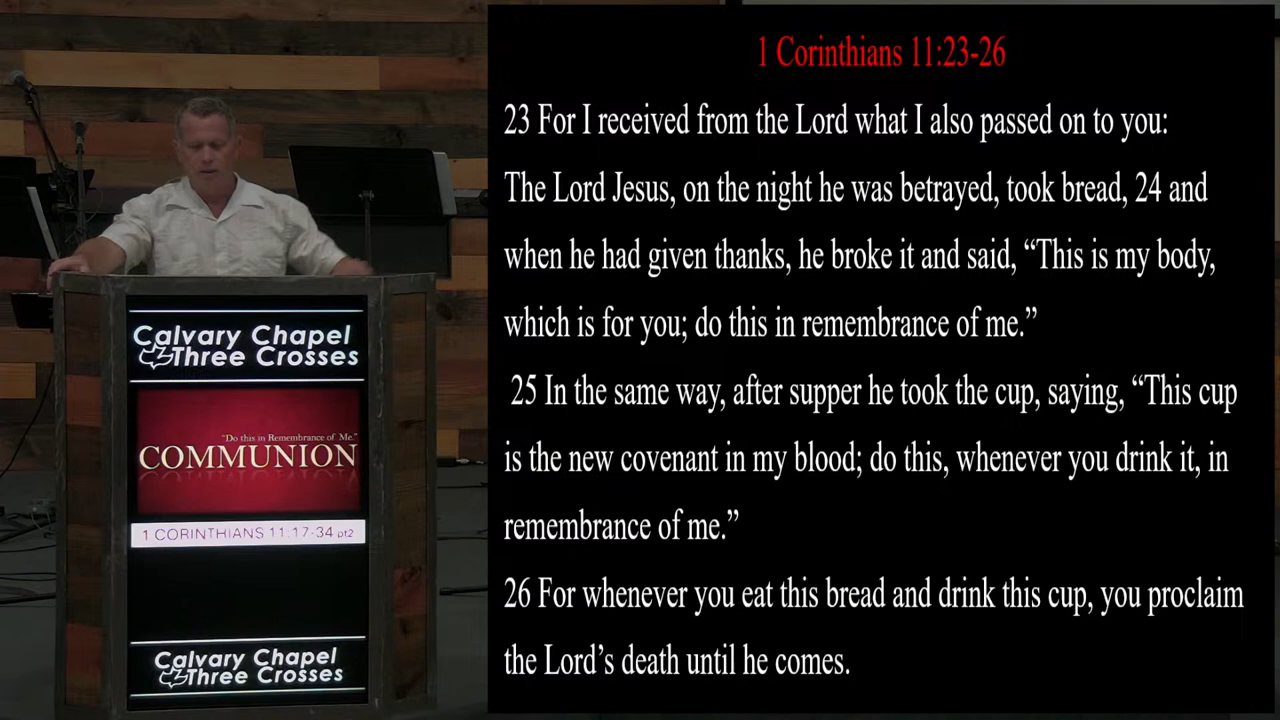 Calvary Chapel
Three Crosses
"Do this in Remembrance of Me."
COMMUNION
1 CORINTHIANS 11:17-34 pt2
Calvary Chapel
Three Crosses
1 Corinthians 11:23-26
23 For I received from the Lord what I also passed on to you:
The Lord Jesus, on the night he was betrayed, took bread, 24 and
when he had given thanks, he broke it and said, “This is my body,
which is for you; do this in remembrance of me.”
25 In the same way, after supper he took the cup, saying, “This cup
is the new covenant in my blood; do this, whenever you drink it, in
remembrance of me.”
26 For whenever you eat this bread and drink this cup, you proclaim
the Lord’s death until he comes.